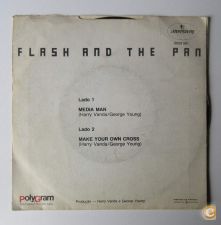 mercury
FLASH AND THE PAN
Lado 1
MEDIA MAN
(Harry Vanda/George Young)
Lado 2
MAKE YOUR OWN CROSS
(Harry Vanda/George Young)
polygram
Produção — Harry Vanda e George Young